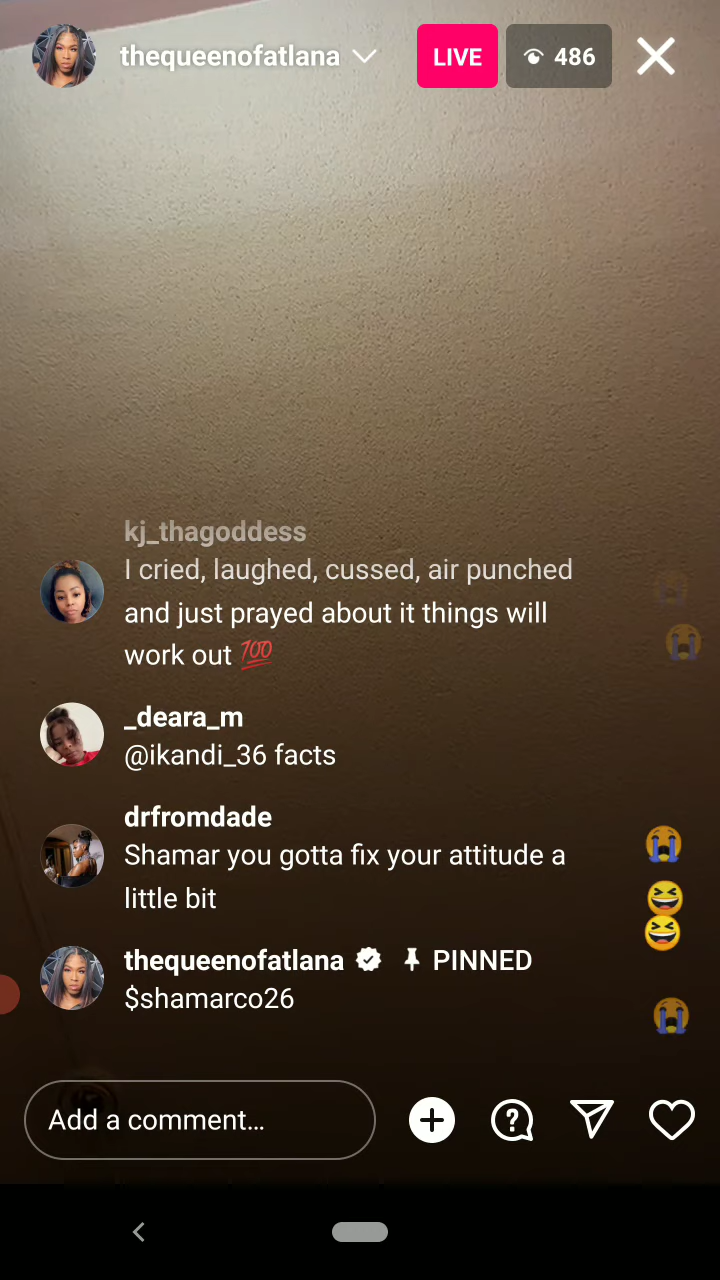 thequeenofatlana
LIVE
486
kj_thagoddess
I cried, laughed, cussed, air punched
and just prayed about it things will
work out 💯
_deara_m
@ikandi_36 facts
drfromdade
Shamar you gotta fix your attitude a
little bit
thequeenofatlana PINNED
$shamarco26
Add a comment...